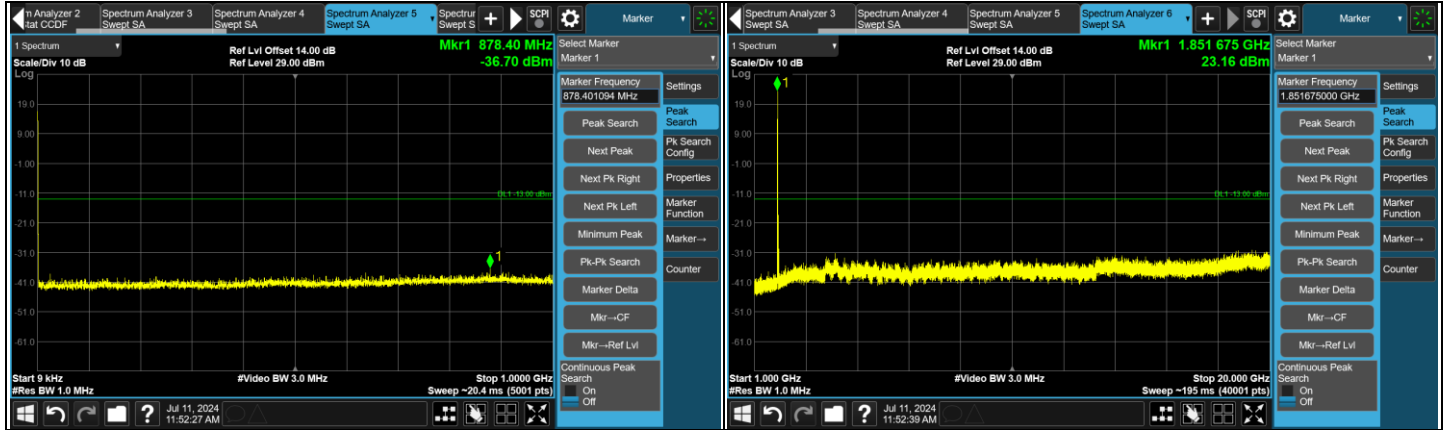 n Analyzer 2
tat CCDF
Spectrum Analyzer 3
Swept SA
Spectrum Analyzer 4
Swept SA
Spectrum Analyzer 5
Swept SA
Spectrur
Swept S
SCPI
Marker
1 Spectrum
Scale/Div 10 dB
Log
Ref Lvl Offset 14.00 dB
Ref Level 29.00 dBm
Mkr1 878.40 MHz
-36.70 dBm
1
19.0
9.00
-1.00
-11.0
-21.0
-31.0
-41.0
-51.0
-61.0
DL1 -13.00 dBm
Start 9 kHz
#Res BW 1.0 MHz
#Video BW 3.0 MHz
Stop 1.0000 GHz
Sweep ~20.4 ms (5001 pts)
Select Marker
Marker 1
Marker Frequency
878.401094 MHz
Peak Search
Next Peak
Next Pk Right
Next Pk Left
Minimum Peak
Pk-Pk Search
Marker Delta
Mkr→CF
Mkr→Ref Lvl
Continuous Peak
Search
On
Off
Settings
Peak
Search
Pk Search
Config
Properties
Marker
Function
Marker→
Counter
?
Jul 11, 2024
11:52:27 AM
Spectrum Analyzer 3
Swept SA
Spectrum Analyzer 4
Swept SA
Spectrum Analyzer 5
Swept SA
Spectrum Analyzer 6
Swept SA
SCPI
Marker
1 Spectrum
Scale/Div 10 dB
Log
Ref Lvl Offset 14.00 dB
Ref Level 29.00 dBm
Mkr1 1.851 675 GHz
23.16 dBm
1
19.0
9.00
-1.00
-11.0
-21.0
-31.0
-41.0
-51.0
-61.0
DL1 -13.00 dBm
Start 1.000 GHz
#Res BW 1.0 MHz
#Video BW 3.0 MHz
Stop 20.000 GHz
Sweep ~195 ms (40001 pts)
Select Marker
Marker 1
Marker Frequency
1.851675000 GHz
Peak Search
Next Peak
Next Pk Right
Next Pk Left
Minimum Peak
Pk-Pk Search
Marker Delta
Mkr→CF
Mkr→Ref Lvl
Continuous Peak
Search
On
Off
Settings
Peak
Search
Pk Search
Config
Properties
Marker
Function
Marker→
Counter
?
Jul 11, 2024
11:52:39 AM